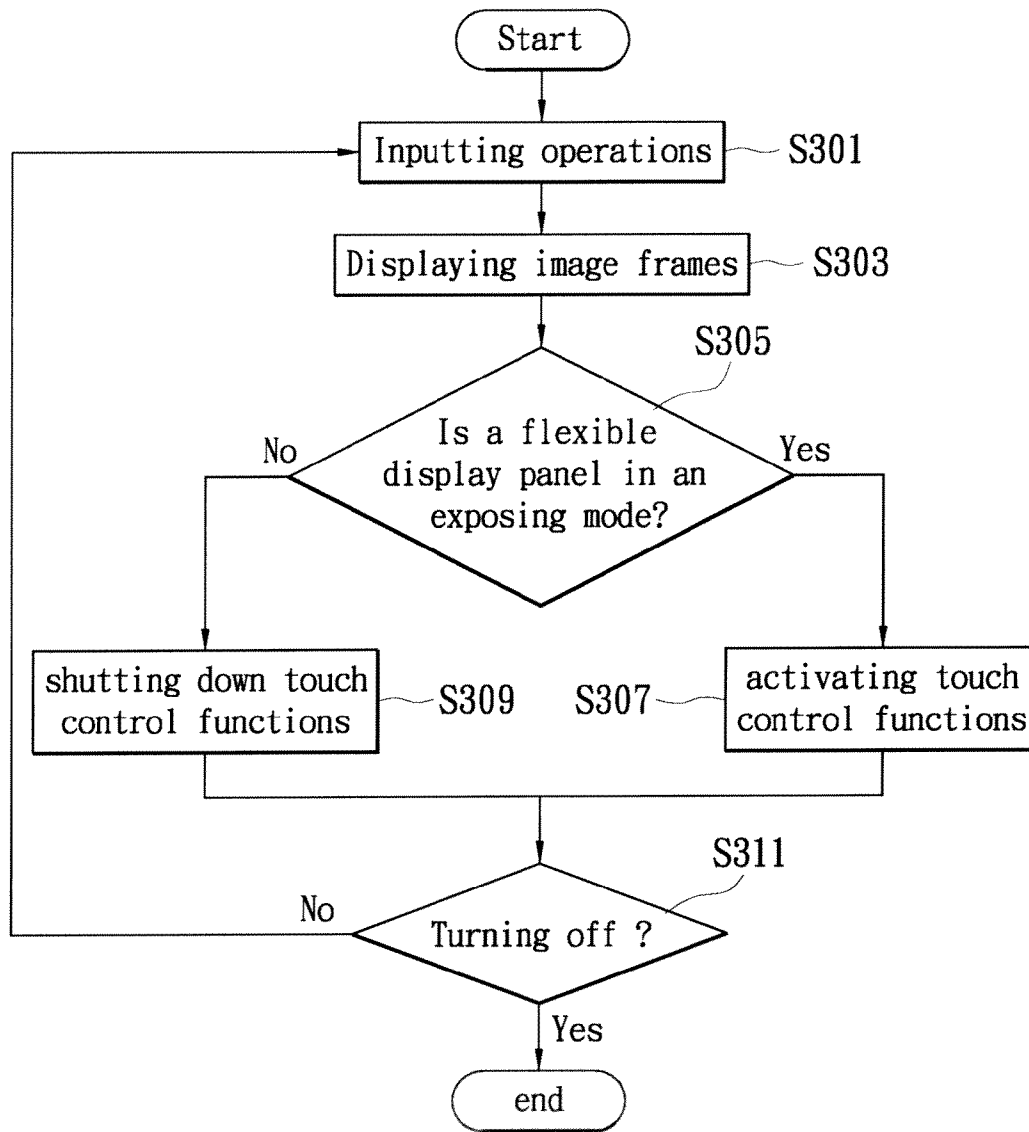 Start
Inputting operations
S301
Displaying image frames
S303
S305
Is a flexible
display panel in an
exposing mode?
No
Yes
shutting down touch
control functions
S309
S307
activating touch
control functions
S311
Turning off ?
No
Yes
end